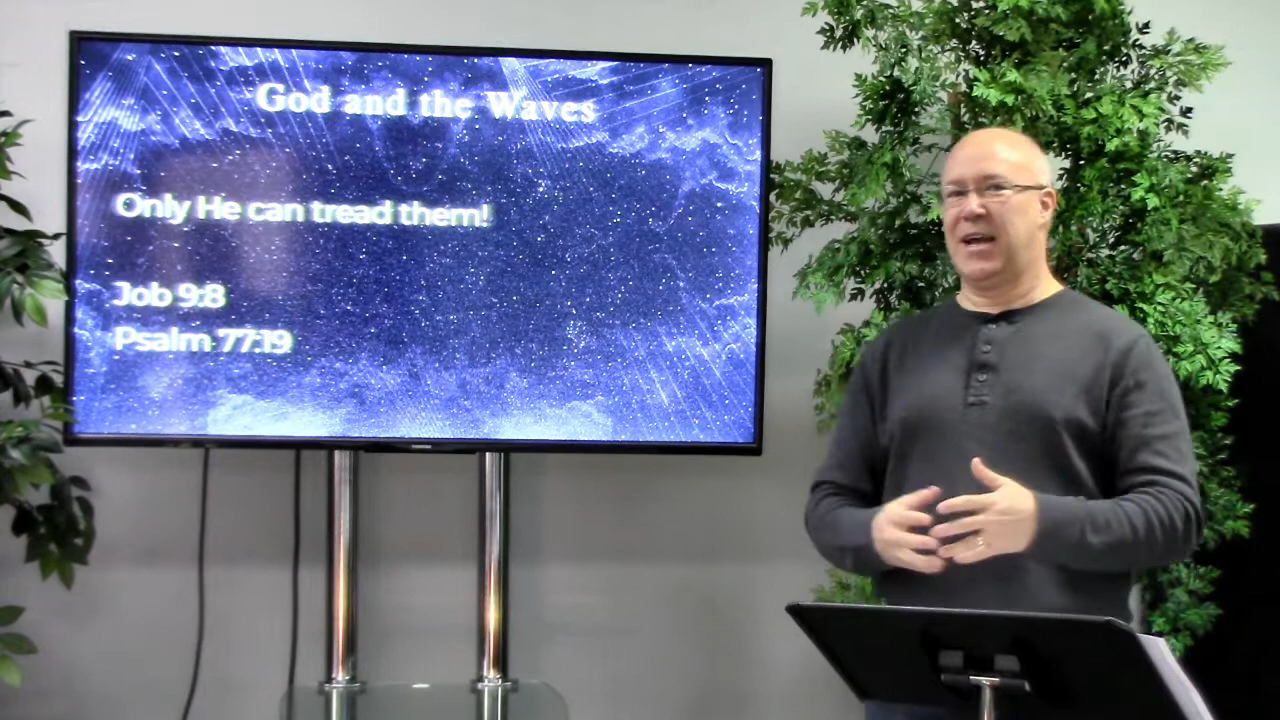 God and the Waves
Only He can tread them!
Job 9:8
Psalm 77:19